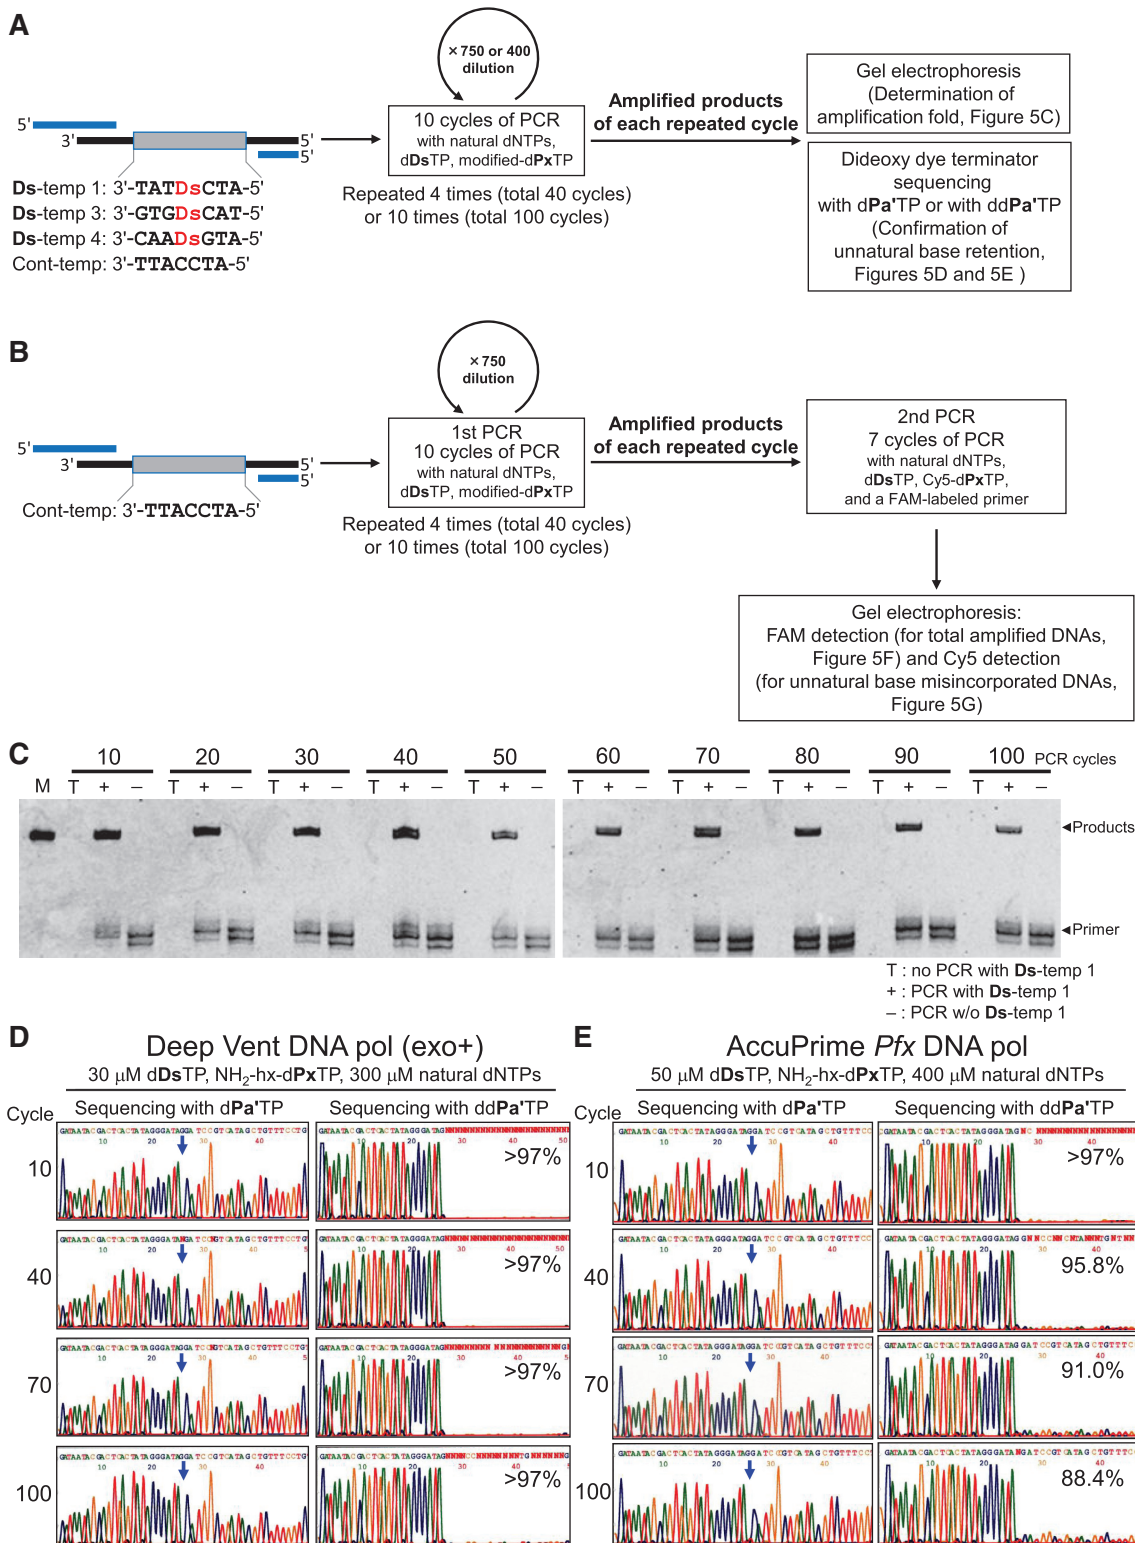 A
× 750 or 400
dilution
5'
3'
5'
5'
Ds-temp 1: 3'-TATDsCTA-5'
Ds-temp 3: 3'-GTGDsCAT-5'
Ds-temp 4: 3'-CAADsGTA-5'
Cont-temp: 3'-TTACCTA-5'
10 cycles of PCR
with natural dNTPs,
dDsTP, modified-dPxTP
Repeated 4 times (total 40 cycles)
or 10 times (total 100 cycles)
Amplified products
of each repeated cycle
Gel electrophoresis
(Determination of
amplification fold, Figure 5C)
Dideoxy dye terminator
sequencing
with dPa'TP or with ddPa'TP
(Confirmation of
unnatural base retention,
Figures 5D and 5E )
B
× 750
dilution
5'
3'
5'
5'
Cont-temp: 3'-TTACCTA-5'
1st PCR
10 cycles of PCR
with natural dNTPs,
dDsTP, modified-dPxTP
Repeated 4 times (total 40 cycles)
or 10 times (total 100 cycles)
Amplified products
of each repeated cycle
2nd PCR
7 cycles of PCR
with natural dNTPs,
dDsTP, Cy5-dPxTP,
and a FAM-labeled primer
Gel electrophoresis:
FAM detection (for total amplified DNAs,
Figure 5F) and Cy5 detection
(for unnatural base misincorporated DNAs,
Figure 5G)
C
10 20 30 40 50 60 70 80 90 100 PCR cycles
M T + – T + – T + – T + – T + – T + – T + – T + – T + – T + –
◄Products
◄Primer
T : no PCR with Ds-temp 1
+ : PCR with Ds-temp 1
– : PCR w/o Ds-temp 1
D
Deep Vent DNA pol (exo+)
30 µM dDsTP, NH2-hx-dPxTP, 300 µM natural dNTPs
Cycle
Sequencing with dPa'TP
Sequencing with ddPa'TP
10
>97%
40
>97%
70
>97%
100
>97%
E
AccuPrime Pfx DNA pol
50 µM dDsTP, NH2-hx-dPxTP, 400 µM natural dNTPs
Cycle
Sequencing with dPa'TP
Sequencing with ddPa'TP
10
>97%
40
95.8%
70
91.0%
100
88.4%